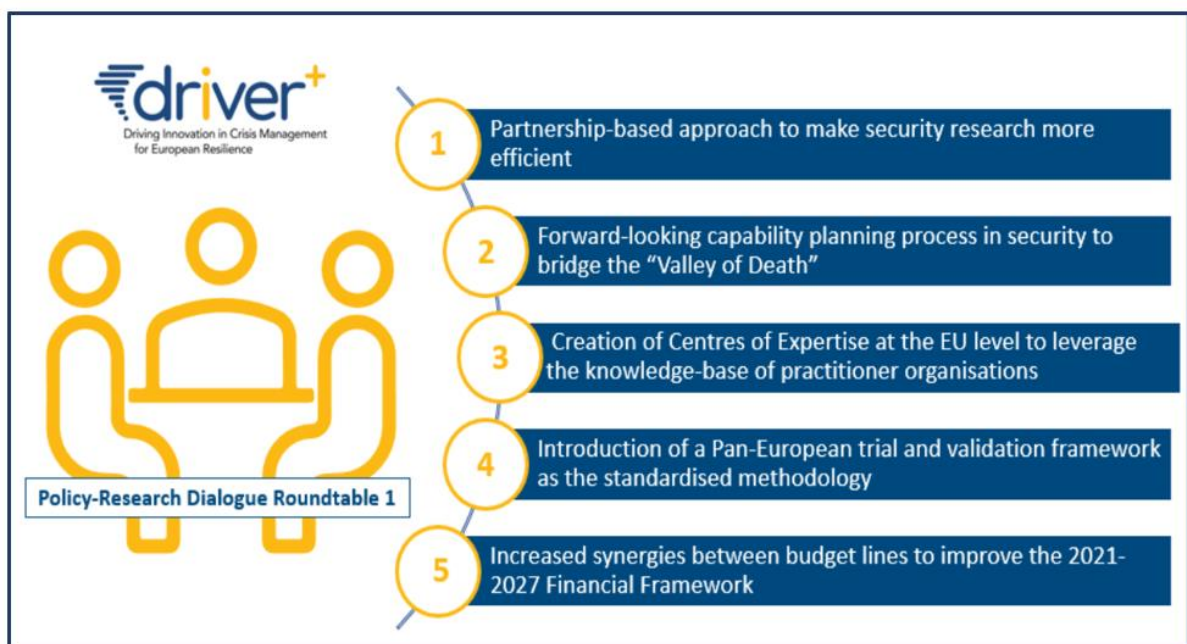 driver+
Driving Innovation in Crisis Management
for European Resilience
1
Partnership-based approach to make security research more
efficient
2
Forward-looking capability planning process in security to
bridge the “Valley of Death”
3
Creation of Centres of Expertise at the EU level to leverage
the knowledge-base of practitioner organisations
4
Introduction of a Pan-European trial and validation framework
as the standardised methodology
5
Increased synergies between budget lines to improve the 2021-
2027 Financial Framework
Policy-Research Dialogue Roundtable 1